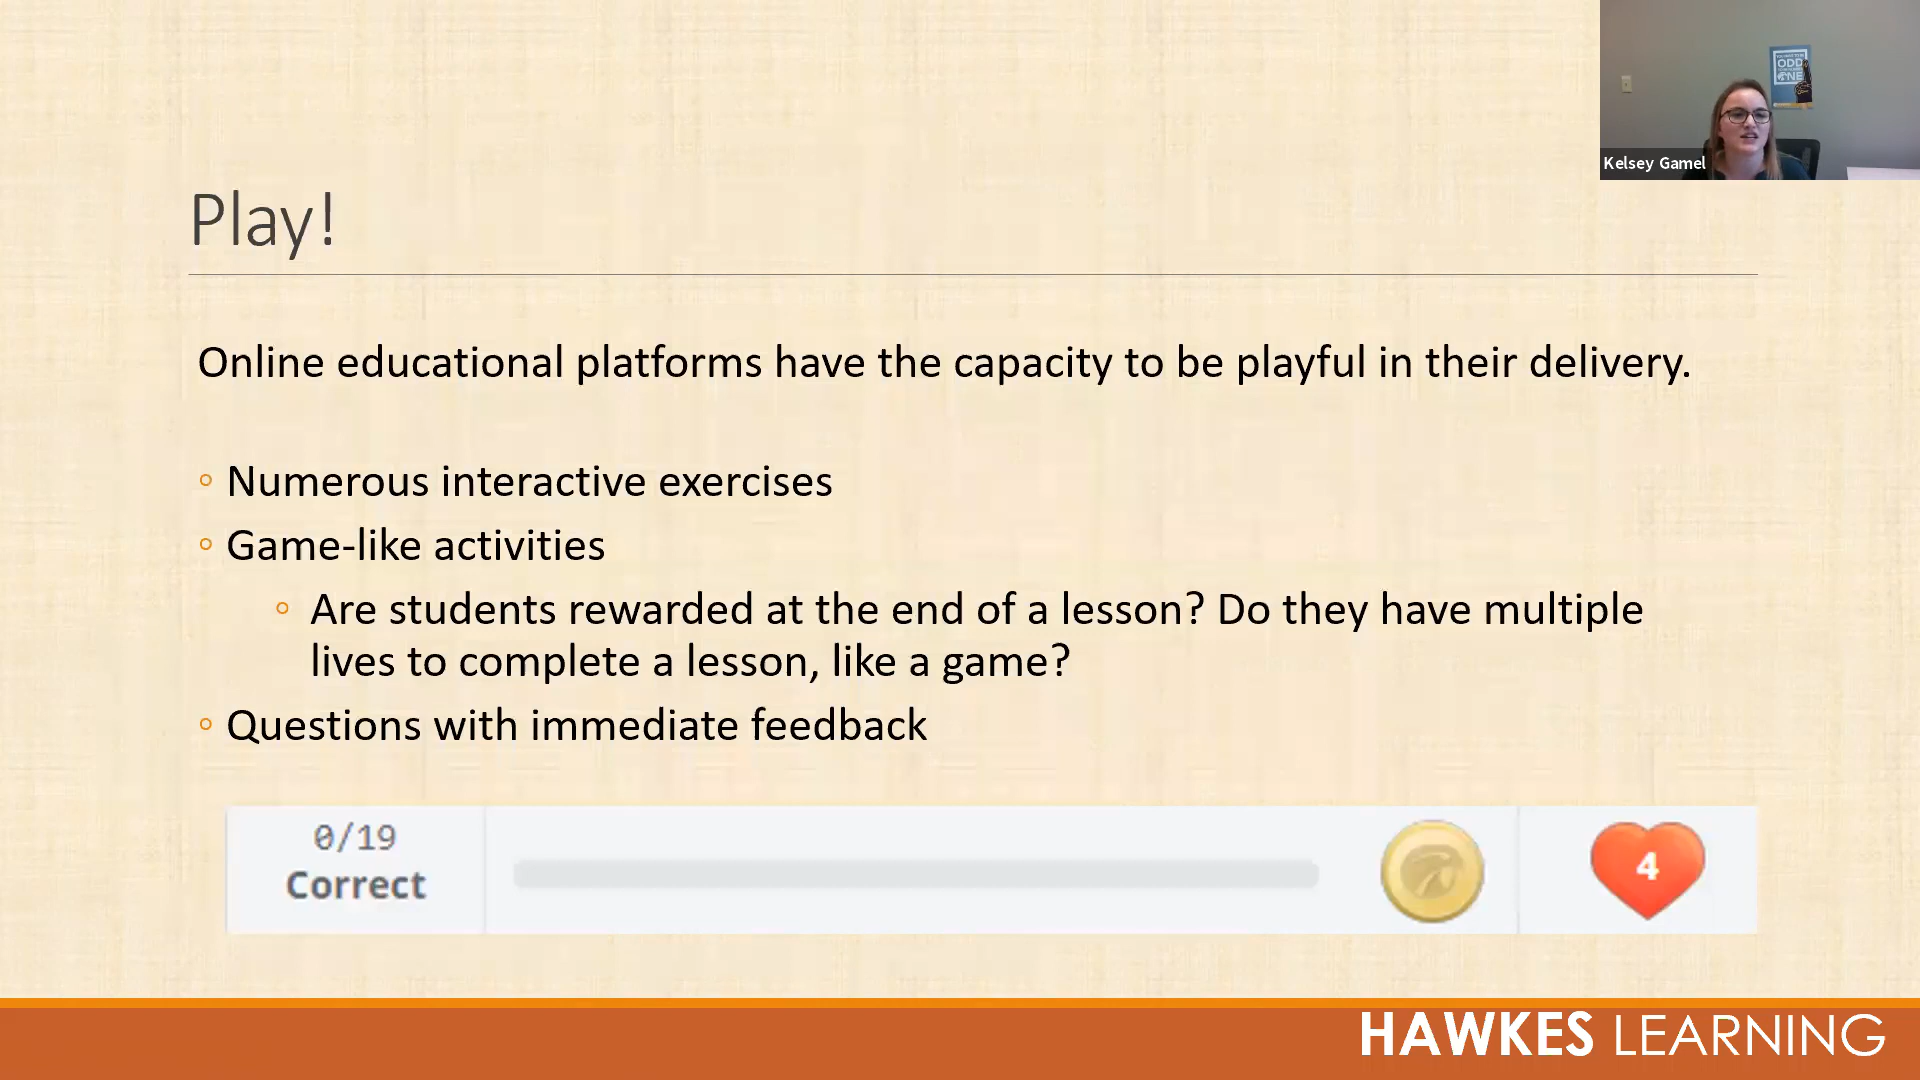 ODD
ONE
Kelsey Gamel
Play!
Online educational platforms have the capacity to be playful in their delivery.
◦ Numerous interactive exercises
◦ Game-like activities
◦ Are students rewarded at the end of a lesson? Do they have multiple
lives to complete a lesson, like a game?
◦ Questions with immediate feedback
0/19
Correct
4
HAWKES LEARNING